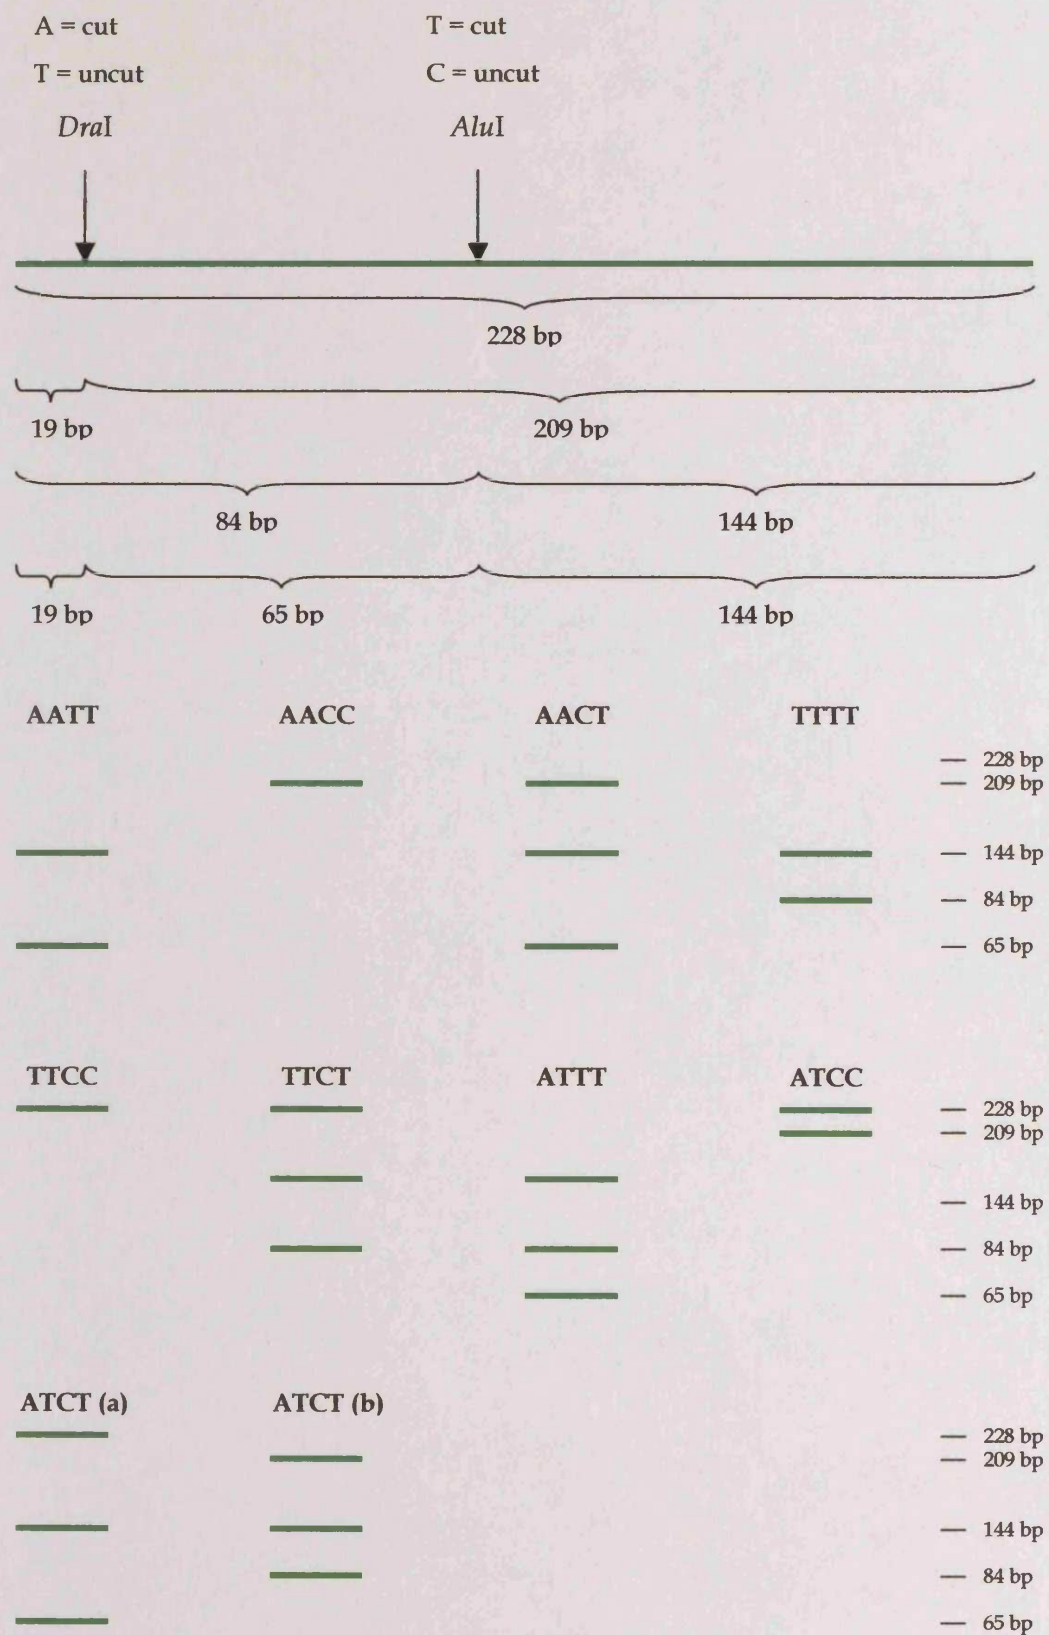 A = cut T = cut
T = uncut C = uncut
DraI AluI
228 bp
19 bp 209 bp
84 bp 144 bp
19 bp 65 bp 144 bp
AATT AACC AACT TTTT
228 bp
209 bp
144 bp
84 bp
65 bp
TTCC TTCT ATTT ATCC
228 bp
209 bp
144 bp
84 bp
65 bp
ATCT (a) ATCT (b)
228 bp
209 bp
144 bp
84 bp
65 bp